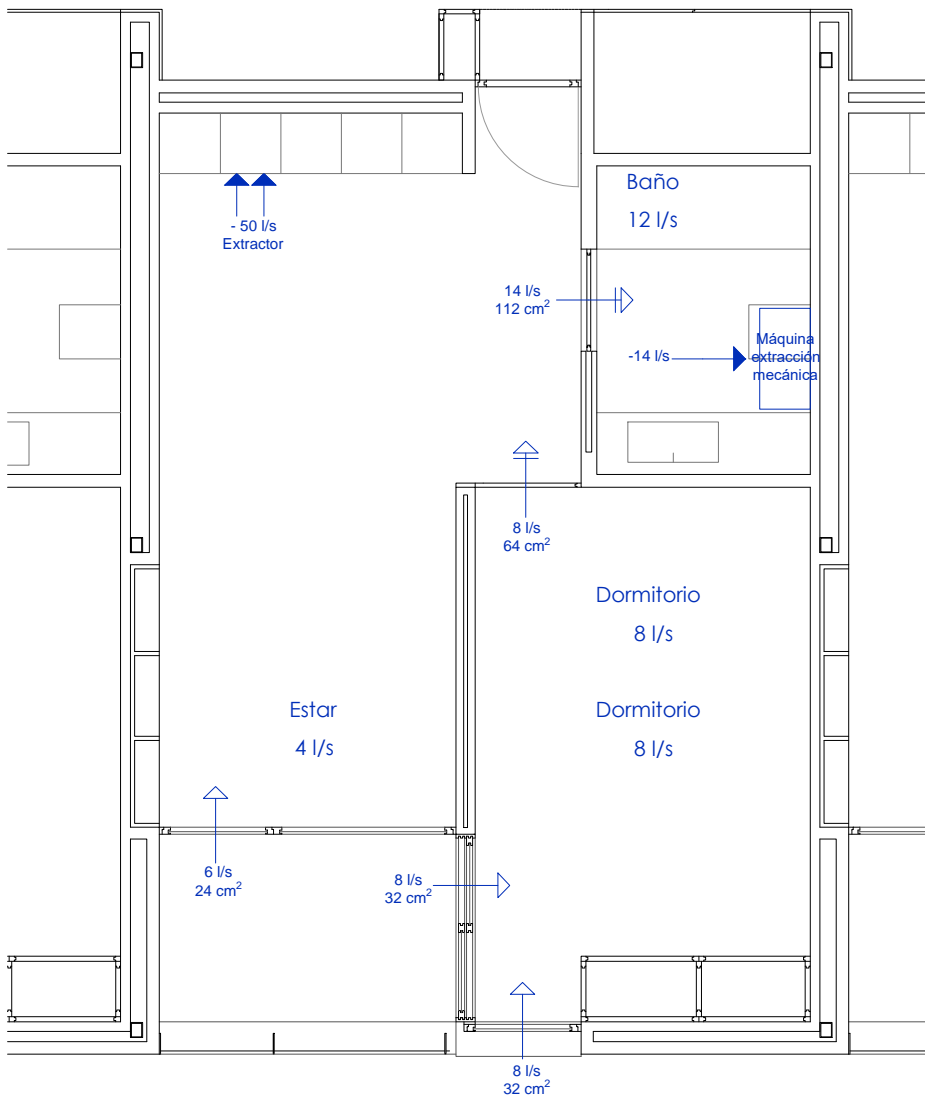 Baño
12 l/s
- 50 l/s
Extractor
14 l/s
112 cm²
-14 l/s
Máquina
extracción
mecánica
8 l/s
64 cm²
Dormitorio
8 l/s
Estar
4 l/s
Dormitorio
8 l/s
6 l/s
24 cm²
8 l/s
32 cm²
8 l/s
32 cm²